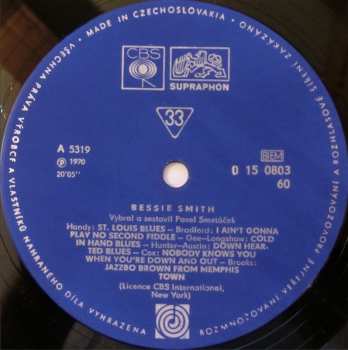 MADE IN CZECHOSLOVAKIA • VŠECHNA PRÁVA VÝROBCE A VLASTNÍKŮ NAHRANÉHO DÍLA VYHRAZENA
ROZMNOŽOVÁNÍ VEŘEJNÉ PROVOZOVÁNÍ A ROZHLASOVÉ ŠÍŘENÍ ZAKÁZÁNY
CBS
SUPRAPHON
33
A 5319
℗ 1970
20'05"
BIEM
0 15 0803
60
BESSIE SMITH
Vybral a sestavil Pavel Smetáček
Handy: ST. LOUIS BLUES – Bradford: I AIN'T GONNA
PLAY NO SECOND FIDDLE – Gee-Longshaw: COLD
IN HAND BLUES – Hunter-Austin: DOWN HEAR-
TED BLUES – Cox: NOBODY KNOWS YOU
WHEN YOU'RE DOWN AND OUT – Brooks:
JAZZBO BROWN FROM MEMPHIS
TOWN
(Licence CBS International,
New York)